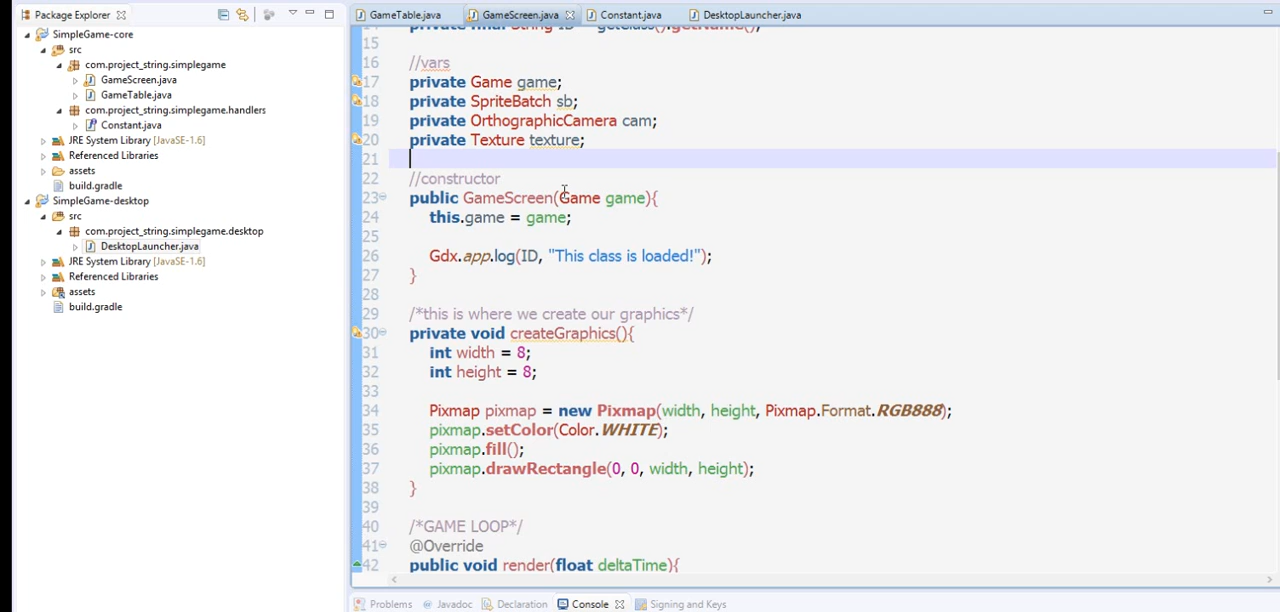 Package Explorer
SimpleGame-core
src
com.project_string.simplegame
GameScreen.java
GameTable.java
com.project_string.simplegame.handlers
Constant.java
JRE System Library [JavaSE-1.6]
Referenced Libraries
assets
build.gradle
SimpleGame-desktop
src
com.project_string.simplegame.desktop
DesktopLauncher.java
JRE System Library [JavaSE-1.6]
Referenced Libraries
assets
build.gradle
GameTable.java GameScreen.java Constant.java DesktopLauncher.java
14 private final String ID = getClass().getName();
15
16 //vars
17 private Game game;
18 private SpriteBatch sb;
19 private OrthographicCamera cam;
20 private Texture texture;
21
22 //constructor
23 public GameScreen(Game game){
24 this.game = game;
25
26 Gdx.app.log(ID, "This class is loaded!");
27 }
28
29 /*this is where we create our graphics*/
30 private void createGraphics(){
31 int width = 8;
32 int height = 8;
33
34 Pixmap pixmap = new Pixmap(width, height, Pixmap.Format.RGB888);
35 pixmap.setColor(Color.WHITE);
36 pixmap.fill();
37 pixmap.drawRectangle(0, 0, width, height);
38 }
39
40 /*GAME LOOP*/
41 @Override
42 public void render(float deltaTime){
Problems @ Javadoc Declaration Console Signing and Keys